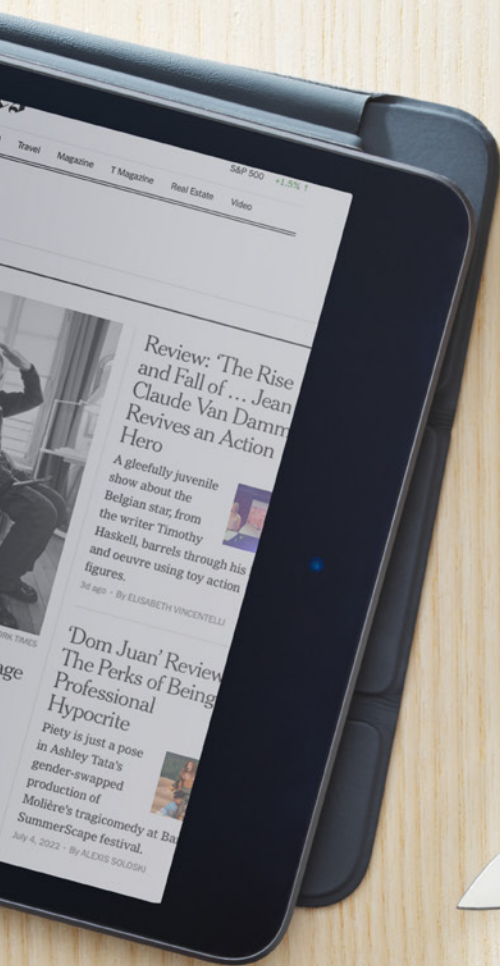 S&P 500 +1.5% ↑
Travel Magazine T Magazine Real Estate Video
Review: ‘The Rise
and Fall of … Jean
Claude Van Damm
Revives an Action
Hero
A gleefully juvenile
show about the
Belgian star, from
the writer Timothy
Haskell, barrels through his
and oeuvre using toy action
figures.
3d ago · By ELISABETH VINCENTELLI
RK TIMES
age
‘Dom Juan’ Review
The Perks of Being
Professional
Hypocrite
Piety is just a pose
in Ashley Tata’s
gender-swapped
production of
Molière’s tragicomedy at Bar
SummerScape festival.
July 4, 2022 · By ALEXIS SOLOSKI